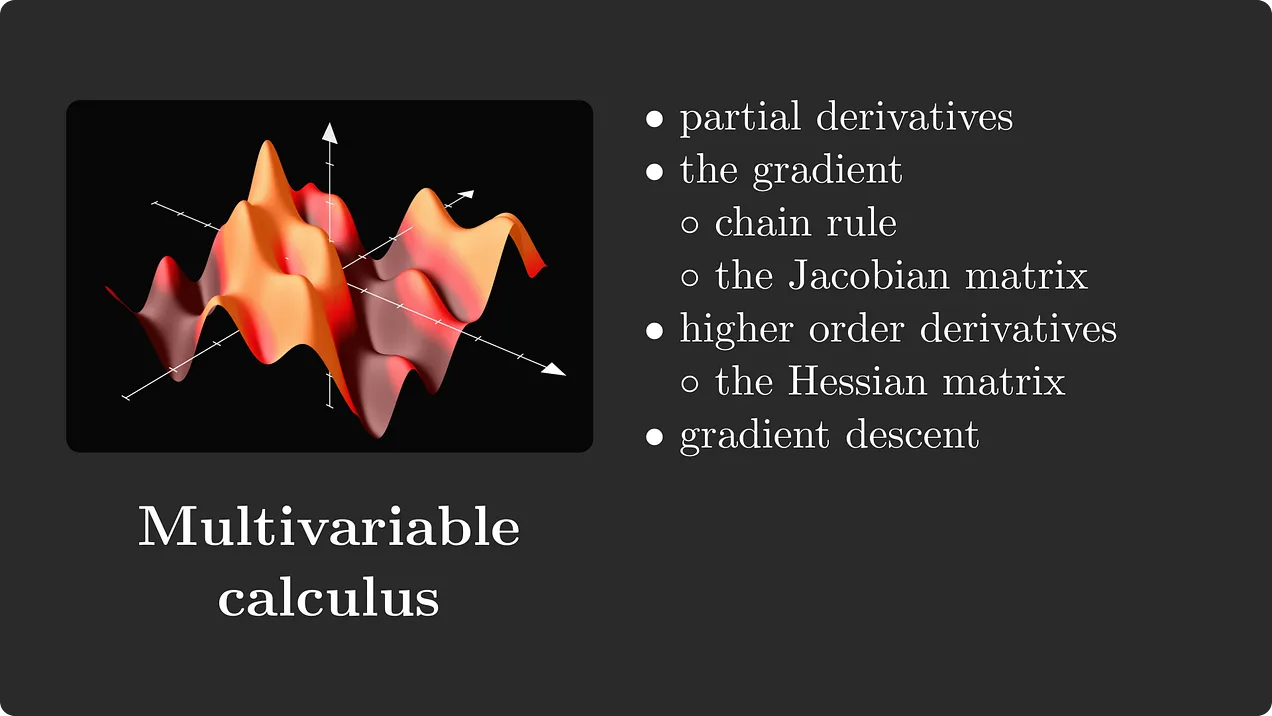 • partial derivatives
• the gradient
○ chain rule
○ the Jacobian matrix
• higher order derivatives
○ the Hessian matrix
• gradient descent
Multivariable
calculus